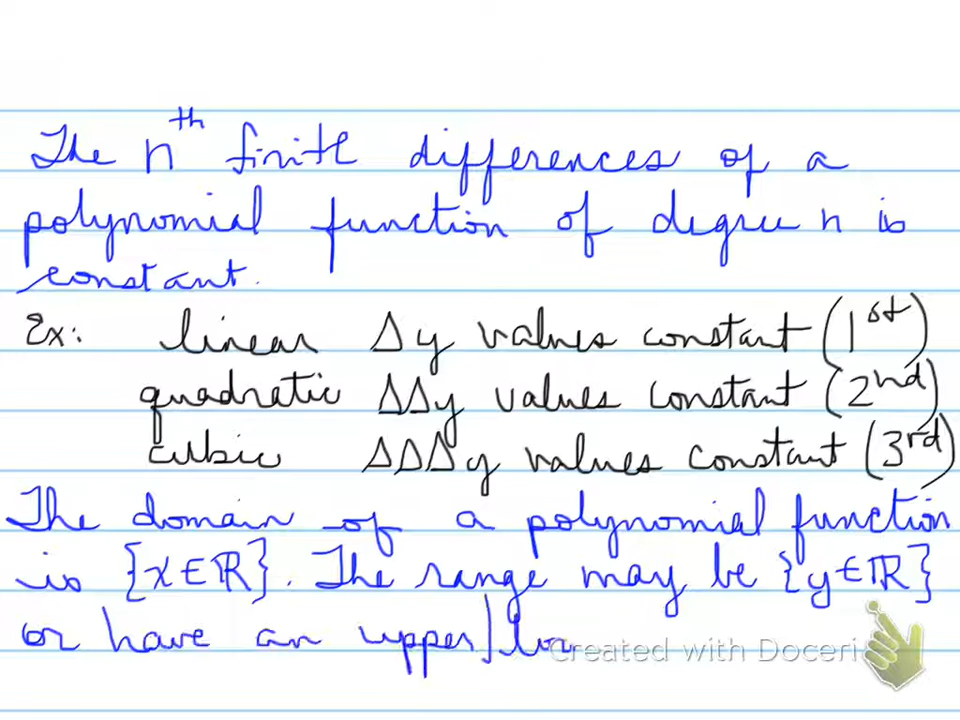 The nth finite differences of a
polynomial function of degree n is
constant.
Ex: linear Δy values constant (1st)
quadratic ΔΔy values constant (2nd)
cubic ΔΔΔy values constant (3rd)
The domain of a polynomial function
is {x∈ℝ}. The range may be {y∈ℝ}
or have an upper/
Created with Doceri